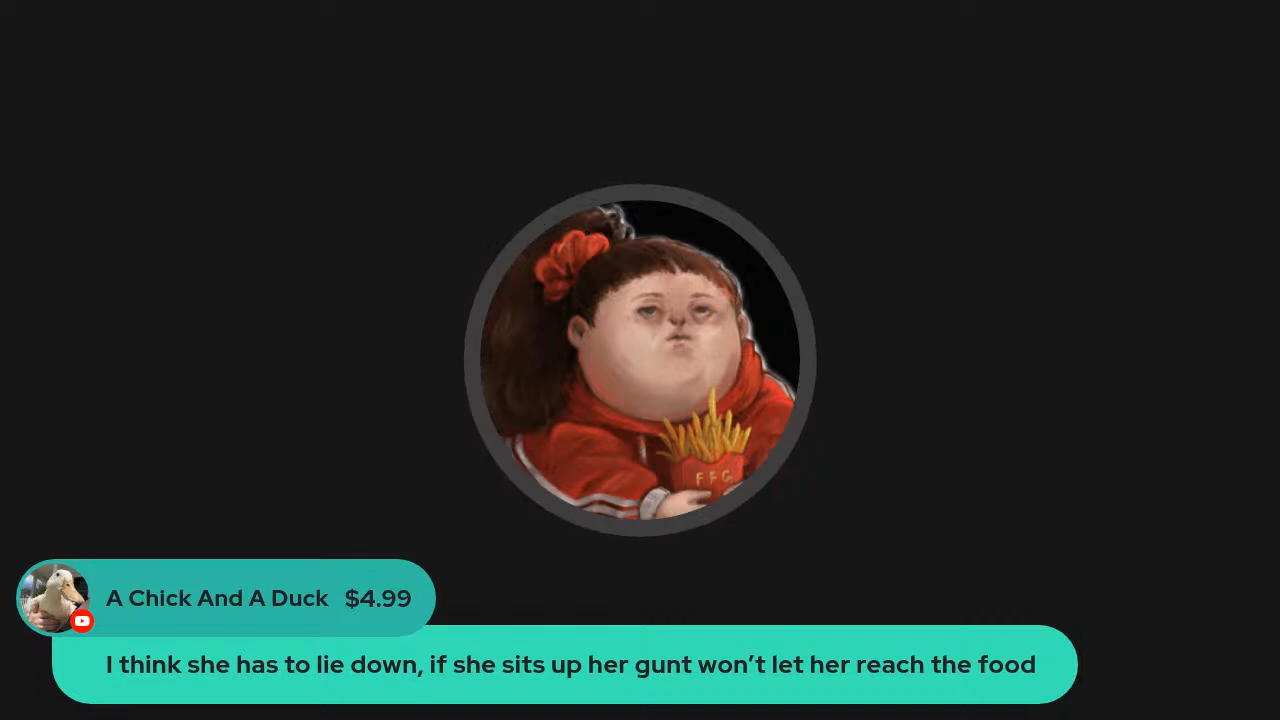 FFG
A Chick And A Duck $4.99
I think she has to lie down, if she sits up her gunt won’t let her reach the food